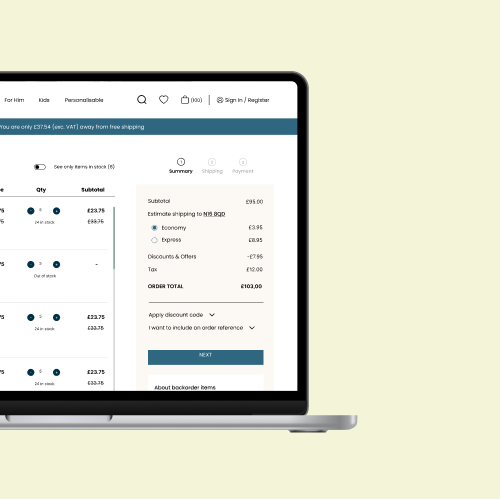 For Him Kids Personalisable (100) Sign in / Register
You are only £37.54 (exc. VAT) away from free shipping
See only items in stock (6)
1 2 3
Summary Shipping Payment
e Qty Subtotal
75 - 5 + £23.75
75 24 in stock £33.75
75 - 5 + -
Out of stock
75 - 5 + £23.75
24 in stock £33.75
75 - 5 + £23.75
24 in stock £33.75
Subtotal £95.00
Estimate shipping to N16 8QD
Economy £3.95
Express £8.95
Discounts & Offers -£7.95
Tax £12.00
ORDER TOTAL £103,00
Apply discount code
I want to include an order reference
NEXT
About backorder items